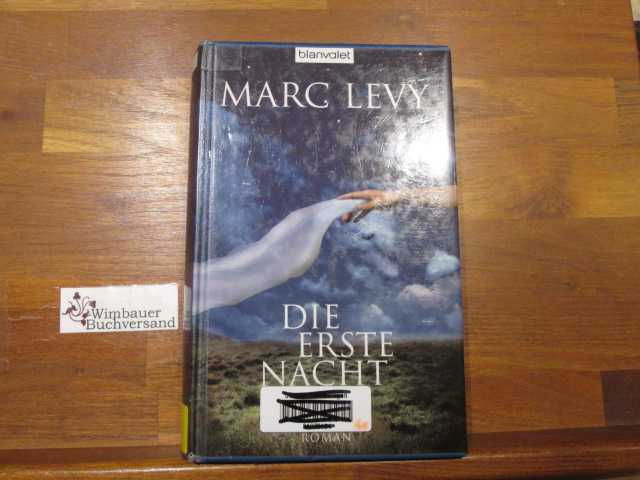 blanvalet
MARC LEVY
Wimbauer
Buchversand
DIE
ERSTE
NACHT
ROMAN